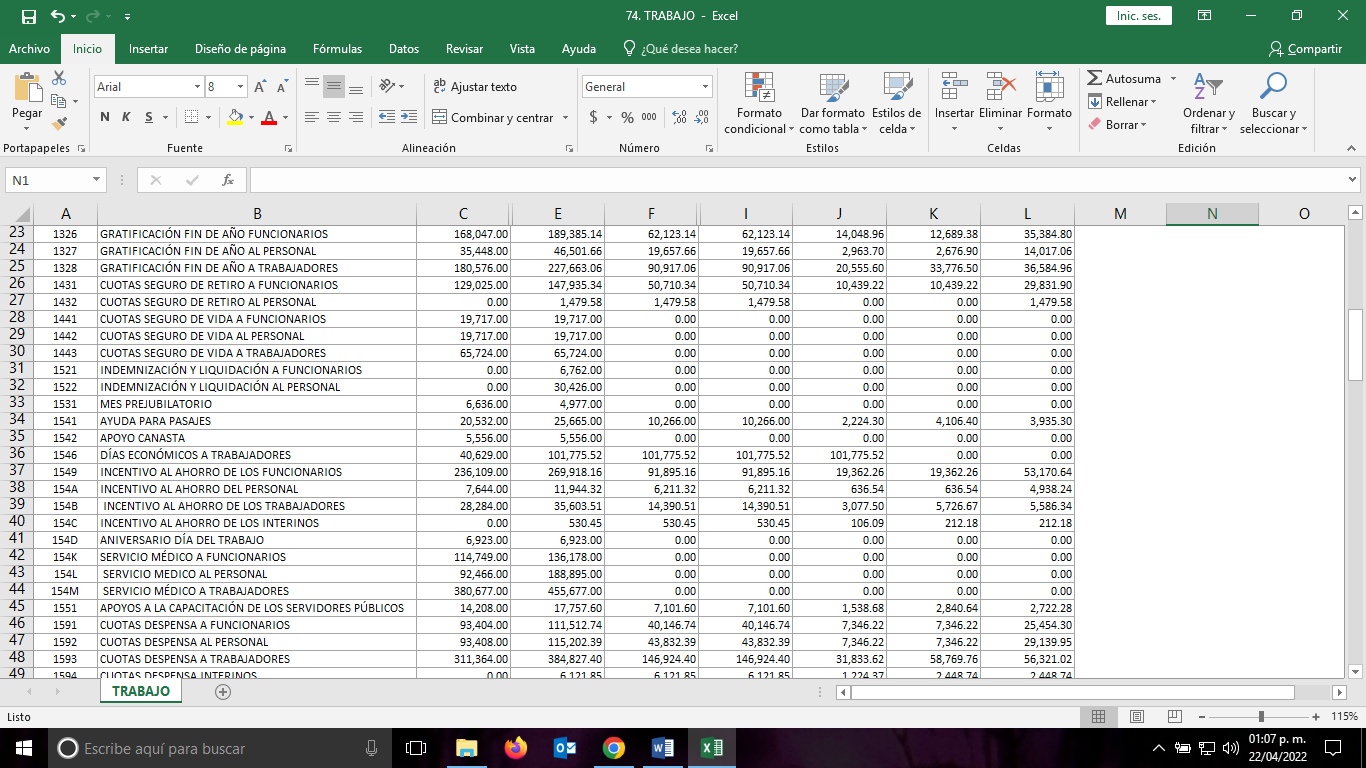 74. TRABAJO - Excel
Inic. ses.
Archivo Inicio Insertar Diseño de página Fórmulas Datos Revisar Vista Ayuda ¿Qué desea hacer? Compartir
Pegar
Arial 8
N K S
Ajustar texto
Combinar y centrar
General
$ % 000
Formato condicional
Dar formato como tabla
Estilos de celda
Insertar
Eliminar
Formato
Autosuma
Rellenar
Borrar
Ordenar y filtrar
Buscar y seleccionar
Portapapeles Fuente Alineación Número Estilos Celdas Edición
N1 fx
A B C E F I J K L M N O
23 1326 GRATIFICACIÓN FIN DE AÑO FUNCIONARIOS 168,047.00 189,385.14 62,123.14 62,123.14 14,048.96 12,689.38 35,384.80
24 1327 GRATIFICACIÓN FIN DE AÑO AL PERSONAL 35,448.00 46,501.66 19,657.66 19,657.66 2,963.70 2,676.90 14,017.06
25 1328 GRATIFICACIÓN FIN DE AÑO A TRABAJADORES 180,576.00 227,663.06 90,917.06 90,917.06 20,555.60 33,776.50 36,584.96
26 1431 CUOTAS SEGURO DE RETIRO A FUNCIONARIOS 129,025.00 147,935.34 50,710.34 50,710.34 10,439.22 10,439.22 29,831.90
27 1432 CUOTAS SEGURO DE RETIRO AL PERSONAL 0.00 1,479.58 1,479.58 1,479.58 0.00 0.00 1,479.58
28 1441 CUOTAS SEGURO DE VIDA A FUNCIONARIOS 19,717.00 19,717.00 0.00 0.00 0.00 0.00 0.00
29 1442 CUOTAS SEGURO DE VIDA AL PERSONAL 19,717.00 19,717.00 0.00 0.00 0.00 0.00 0.00
30 1443 CUOTAS SEGURO DE VIDA A TRABAJADORES 65,724.00 65,724.00 0.00 0.00 0.00 0.00 0.00
31 1521 INDEMNIZACIÓN Y LIQUIDACIÓN A FUNCIONARIOS 0.00 6,762.00 0.00 0.00 0.00 0.00 0.00
32 1522 INDEMNIZACIÓN Y LIQUIDACIÓN AL PERSONAL 0.00 30,426.00 0.00 0.00 0.00 0.00 0.00
33 1531 MES PREJUBILATORIO 6,636.00 4,977.00 0.00 0.00 0.00 0.00 0.00
34 1541 AYUDA PARA PASAJES 20,532.00 25,665.00 10,266.00 10,266.00 2,224.30 4,106.40 3,935.30
35 1542 APOYO CANASTA 5,556.00 5,556.00 0.00 0.00 0.00 0.00 0.00
36 1546 DÍAS ECONÓMICOS A TRABAJADORES 40,629.00 101,775.52 101,775.52 101,775.52 101,775.52 0.00 0.00
37 1549 INCENTIVO AL AHORRO DE LOS FUNCIONARIOS 236,109.00 269,918.16 91,895.16 91,895.16 19,362.26 19,362.26 53,170.64
38 154A INCENTIVO AL AHORRO DEL PERSONAL 7,644.00 11,944.32 6,211.32 6,211.32 636.54 636.54 4,938.24
39 154B INCENTIVO AL AHORRO DE LOS TRABAJADORES 28,284.00 35,603.51 14,390.51 14,390.51 3,077.50 5,726.67 5,586.34
40 154C INCENTIVO AL AHORRO DE LOS INTERINOS 0.00 530.45 530.45 530.45 106.09 212.18 212.18
41 154D ANIVERSARIO DÍA DEL TRABAJO 6,923.00 6,923.00 0.00 0.00 0.00 0.00 0.00
42 154K SERVICIO MÉDICO A FUNCIONARIOS 114,749.00 136,178.00 0.00 0.00 0.00 0.00 0.00
43 154L SERVICIO MEDICO AL PERSONAL 92,466.00 188,895.00 0.00 0.00 0.00 0.00 0.00
44 154M SERVICIO MÉDICO A TRABAJADORES 380,677.00 455,677.00 0.00 0.00 0.00 0.00 0.00
45 1551 APOYOS A LA CAPACITACIÓN DE LOS SERVIDORES PÚBLICOS 14,208.00 17,757.60 7,101.60 7,101.60 1,538.68 2,840.64 2,722.28
46 1591 CUOTAS DESPENSA A FUNCIONARIOS 93,404.00 111,512.74 40,146.74 40,146.74 7,346.22 7,346.22 25,454.30
47 1592 CUOTAS DESPENSA AL PERSONAL 93,408.00 115,202.39 43,832.39 43,832.39 7,346.22 7,346.22 29,139.95
48 1593 CUOTAS DESPENSA A TRABAJADORES 311,364.00 384,827.40 146,924.40 146,924.40 31,833.62 58,769.76 56,321.02
49 1594 CUOTAS DESPENSA INTERINOS 0.00 6,121.85 6,121.85 6,121.85 1,224.37 2,448.74 2,448.74
TRABAJO
Listo 115%
Escribe aquí para buscar
01:07 p. m.
22/04/2022